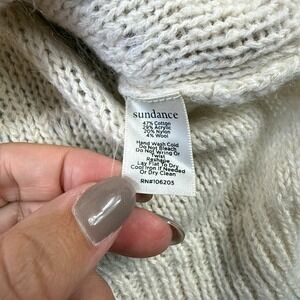 sundance
47% Cotton
29% Acrylic
20% Nylon
4% Wool
Hand Wash Cold
Do Not Bleach
Do Not Wring Or
Twist
Reshape
Lay Flat To Dry
Cool Iron if Needed
Or Dry Clean
RN#106205